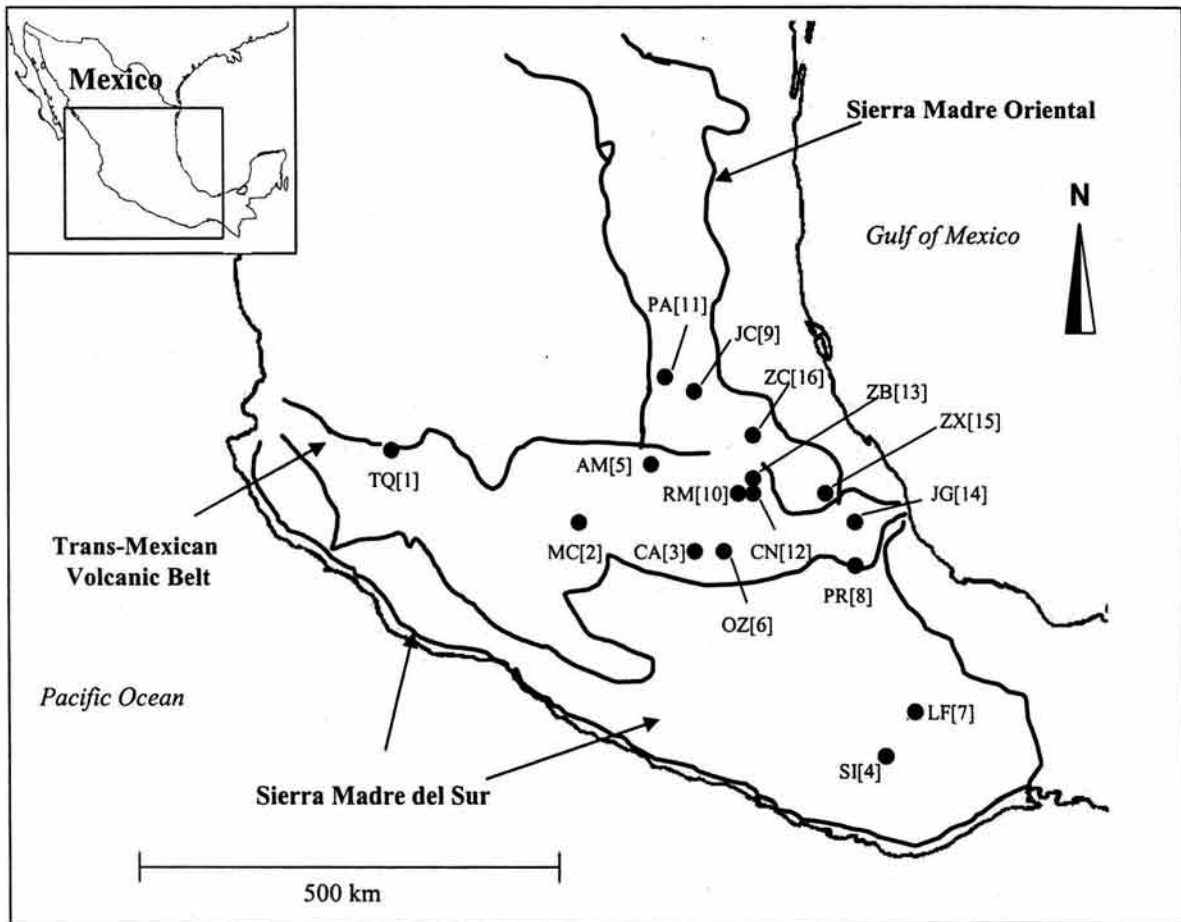 Mexico
Sierra Madre Oriental
N
Gulf of Mexico
PA[11]
JC[9]
ZC[16]
ZB[13]
ZX[15]
TQ[1]
AM[5]
RM[10]
JG[14]
Trans-Mexican
Volcanic Belt
MC[2]
CA[3]
CN[12]
PR[8]
OZ[6]
Pacific Ocean
LF[7]
SI[4]
Sierra Madre del Sur
500 km